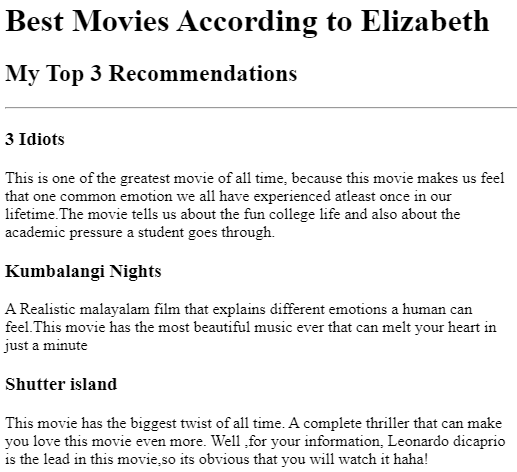 Best Movies According to Elizabeth
My Top 3 Recommendations
3 Idiots
This is one of the greatest movie of all time, because this movie makes us feel
that one common emotion we all have experienced atleast once in our
lifetime.The movie tells us about the fun college life and also about the
academic pressure a student goes through.
Kumbalangi Nights
A Realistic malayalam film that explains different emotions a human can
feel.This movie has the most beautiful music ever that can melt your heart in
just a minute
Shutter island
This movie has the biggest twist of all time. A complete thriller that can make
you love this movie even more. Well ,for your information, Leonardo dicaprio
is the lead in this movie,so its obvious that you will watch it haha!